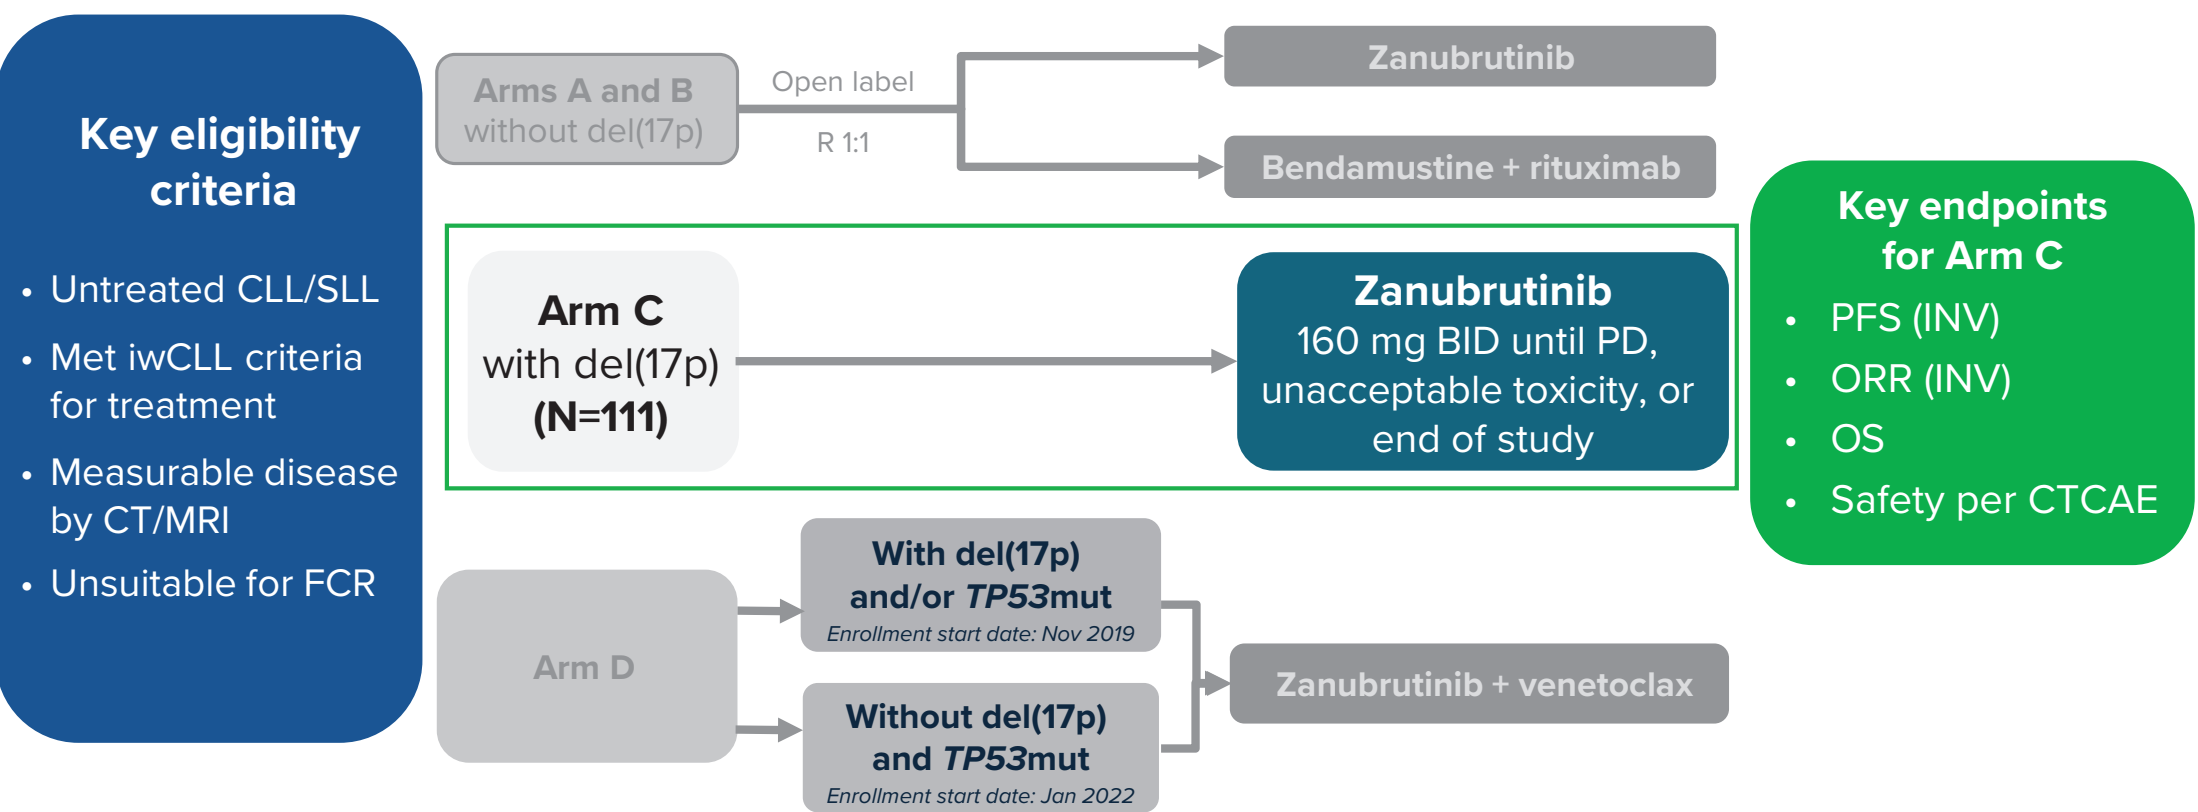 Key eligibility
criteria
• Untreated CLL/SLL
• Met iwCLL criteria
for treatment
• Measurable disease
by CT/MRI
• Unsuitable for FCR
Arms A and B
without del(17p)
Open label
R 1:1
Zanubrutinib
Bendamustine + rituximab
Arm C
with del(17p)
(N=111)
Zanubrutinib
160 mg BID until PD,
unacceptable toxicity, or
end of study
Arm D
With del(17p)
and/or TP53mut
Enrollment start date: Nov 2019
Without del(17p)
and TP53mut
Enrollment start date: Jan 2022
Zanubrutinib + venetoclax
Key endpoints
for Arm C
• PFS (INV)
• ORR (INV)
• OS
• Safety per CTCAE